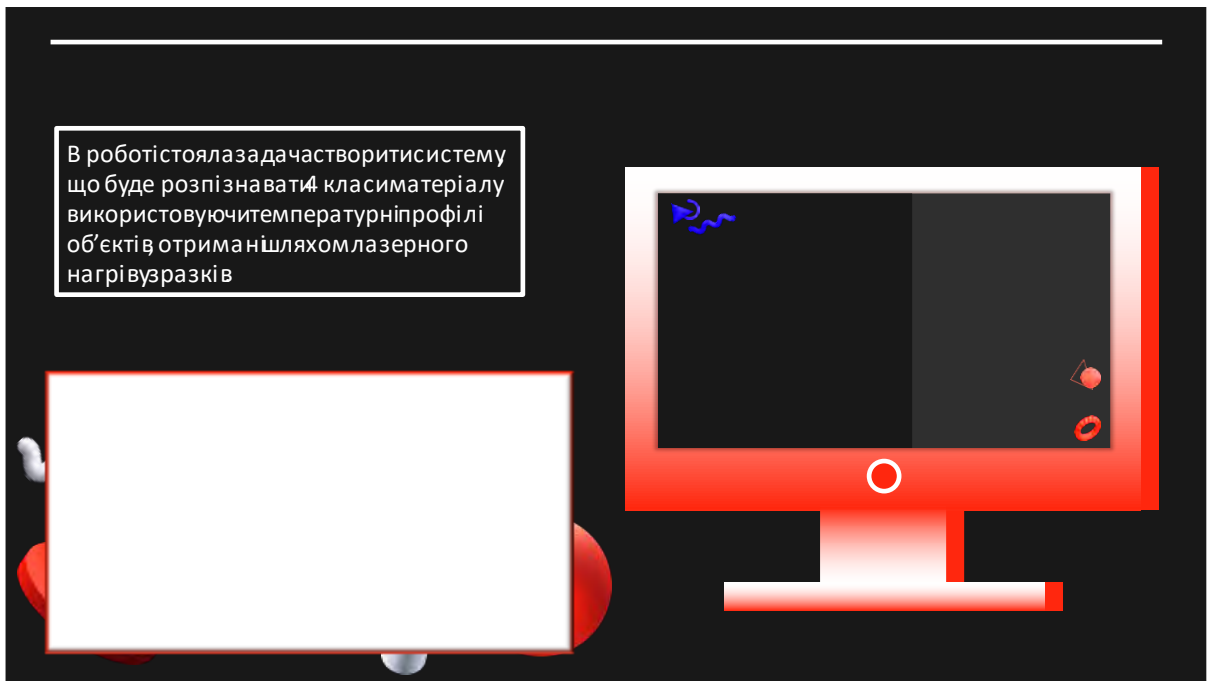 В роботі стояла задача створити систему,
що буде розпізнавати 4 класи матеріалу
використовуючи температурні профілі
об’єктів, отримані шляхом лазерного
нагріву зразків